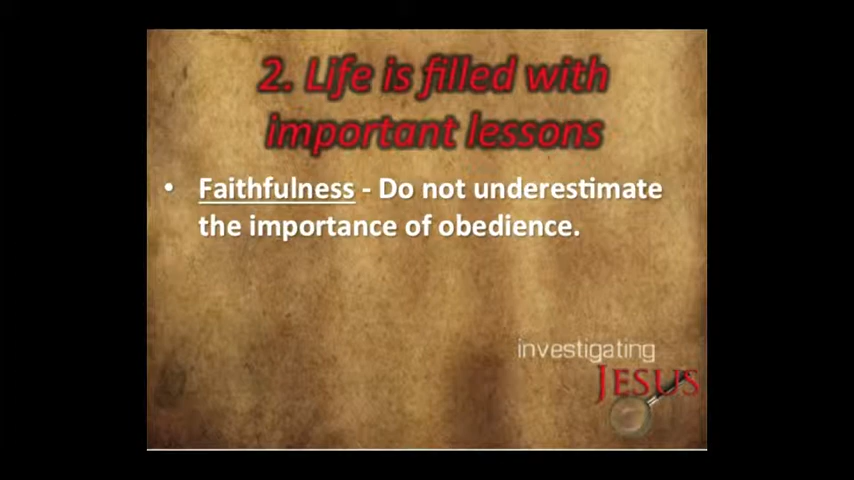 2. Life is filled with
important lessons
• Faithfulness - Do not underestimate
the importance of obedience.
investigating
JESUS